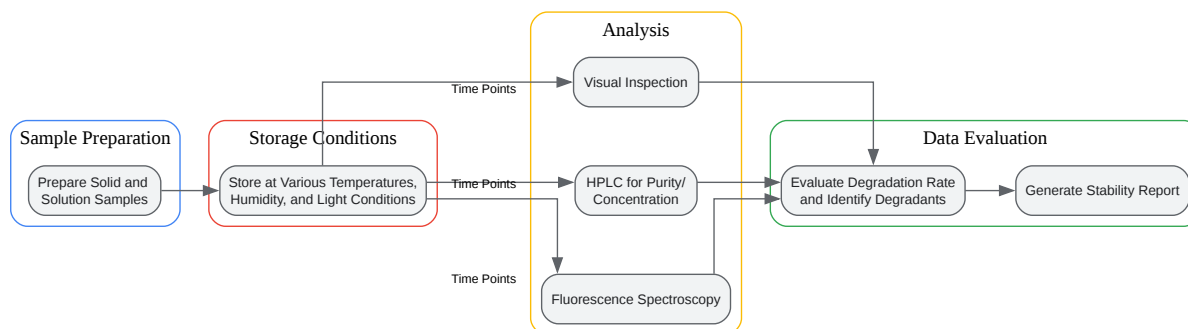 Sample Preparation
Prepare Solid and
Solution Samples
Storage Conditions
Store at Various Temperatures,
Humidity, and Light Conditions
Time Points
Time Points
Time Points
Analysis
Visual Inspection
HPLC for Purity/
Concentration
Fluorescence Spectroscopy
Data Evaluation
Evaluate Degradation Rate
and Identify Degradants
Generate Stability Report